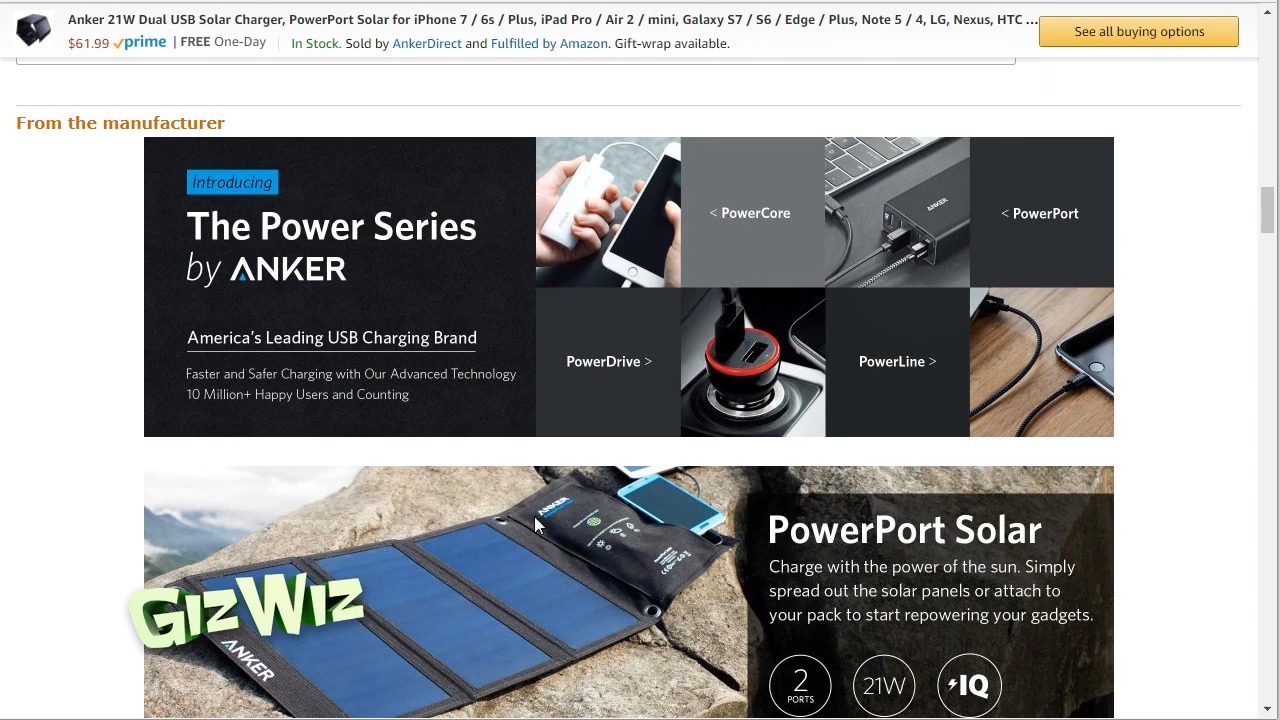 Anker 21W Dual USB Solar Charger, PowerPort Solar for iPhone 7 / 6s / Plus, iPad Pro / Air 2 / mini, Galaxy S7 / S6 / Edge / Plus, Note 5 / 4, LG, Nexus, HTC ...
$61.99 prime | FREE One-Day In Stock. Sold by AnkerDirect and Fulfilled by Amazon. Gift-wrap available.
See all buying options
From the manufacturer
Introducing
The Power Series
by ANKER
America's Leading USB Charging Brand
Faster and Safer Charging with Our Advanced Technology
10 Million+ Happy Users and Counting
< PowerCore
ANKER
< PowerPort
PowerDrive >
PowerLine >
ANKER
PowerPort Solar
Charge with the power of the sun. Simply
spread out the solar panels or attach to
your pack to start repowering your gadgets.
2
PORTS
21W
IQ
GizWiz
ANKER